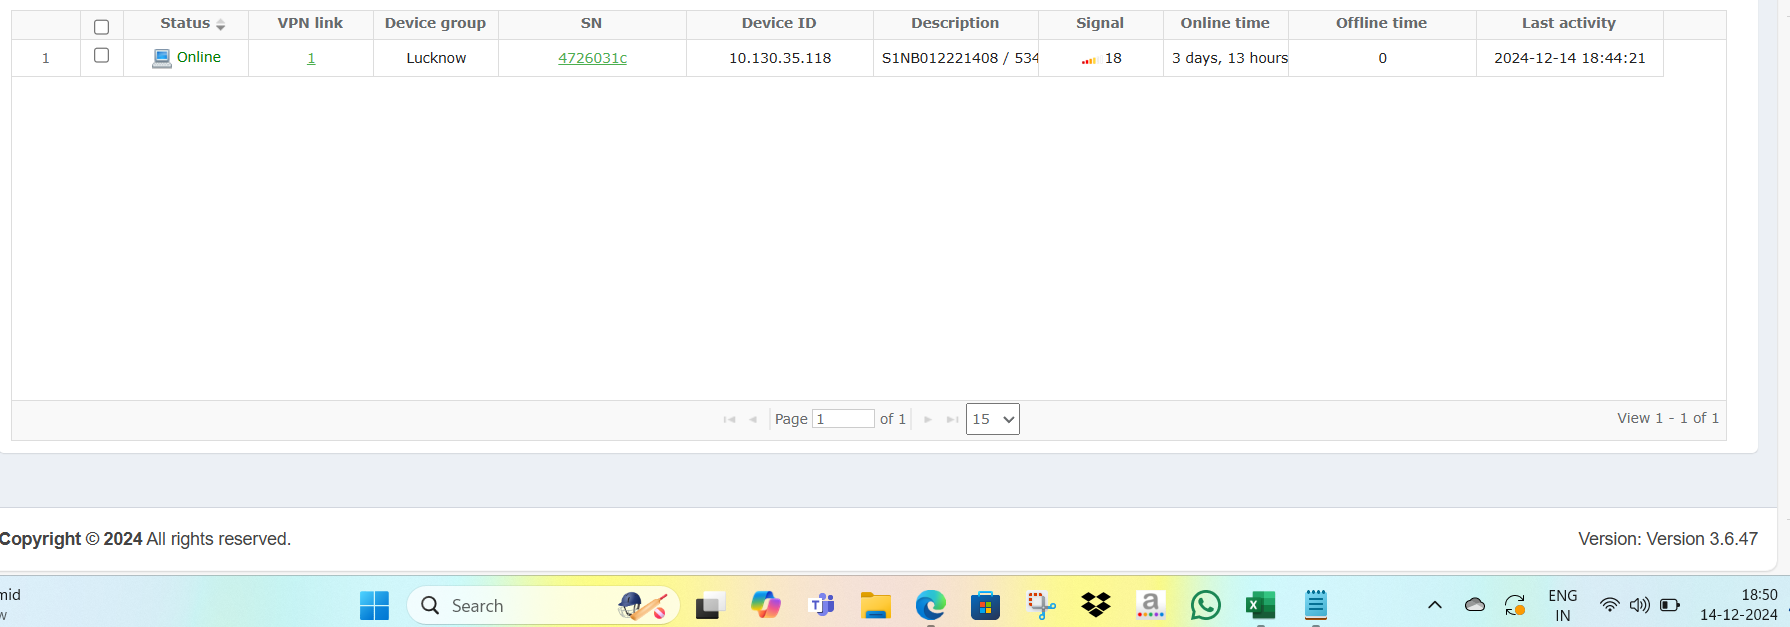 Status VPN link Device group SN Device ID Description Signal Online time Offline time Last activity
1 Online 1 Lucknow 4726031c 10.130.35.118 S1NB012221408 / 534 18 3 days, 13 hours 0 2024-12-14 18:44:21
Page 1 of 1 15 View 1 - 1 of 1
Copyright © 2024 All rights reserved. Version: Version 3.6.47
mid Search ENG 18:50
w IN 14-12-2024